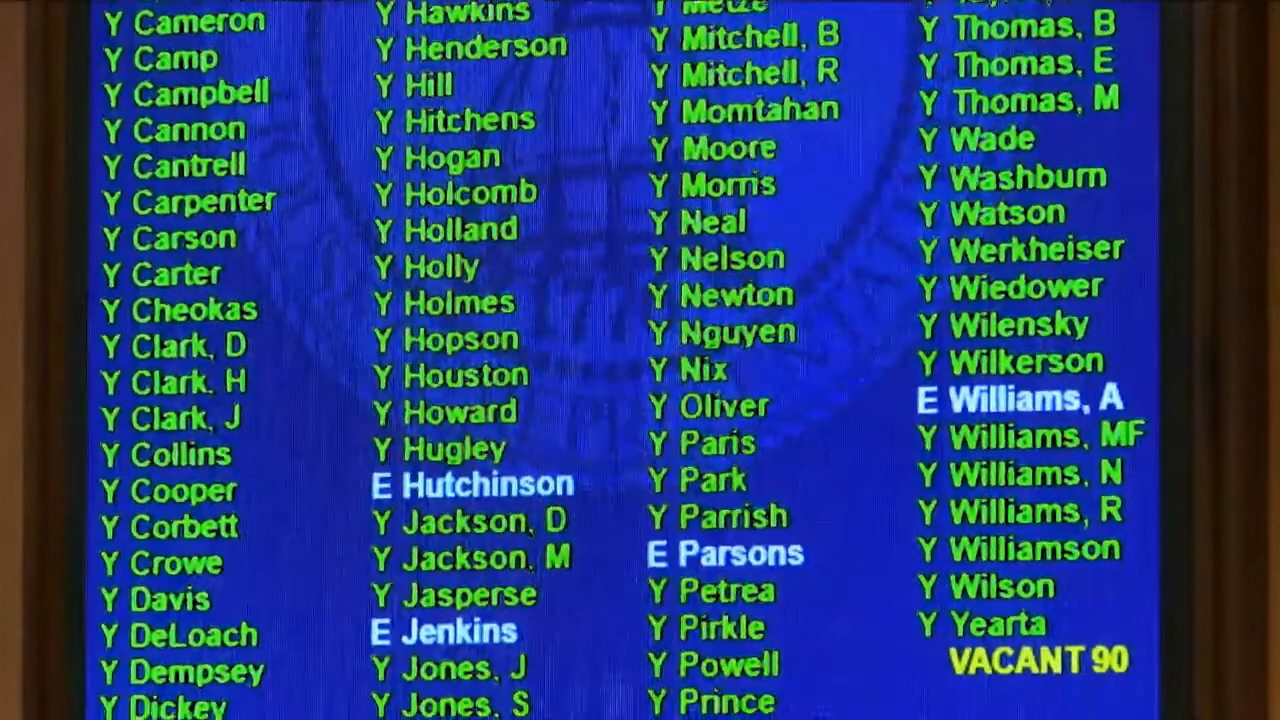 Y Cameron
Y Camp
Y Campbell
Y Cannon
Y Cantrell
Y Carpenter
Y Carson
Y Carter
Y Cheokas
Y Clark, D
Y Clark, H
Y Clark, J
Y Collins
Y Cooper
Y Corbett
Y Crowe
Y Davis
Y DeLoach
Y Dempsey
Y Dickey
Y Hawkins
Y Henderson
Y Hill
Y Hitchens
Y Hogan
Y Holcomb
Y Holland
Y Holly
Y Holmes
Y Hopson
Y Houston
Y Howard
Y Hugley
E Hutchinson
Y Jackson, D
Y Jackson, M
Y Jasperse
E Jenkins
Y Jones, J
Y Jones, S
Y Metze
Y Mitchell, B
Y Mitchell, R
Y Momtahan
Y Moore
Y Morris
Y Neal
Y Nelson
Y Newton
Y Nguyen
Y Nix
Y Oliver
Y Paris
Y Park
Y Parrish
E Parsons
Y Petrea
Y Pirkle
Y Powell
Y Prince
Y Thomas, B
Y Thomas, E
Y Thomas, M
Y Wade
Y Washburn
Y Watson
Y Werkheiser
Y Wiedower
Y Wilensky
Y Wilkerson
E Williams, A
Y Williams, MF
Y Williams, N
Y Williams, R
Y Williamson
Y Wilson
Y Yearta
VACANT 90